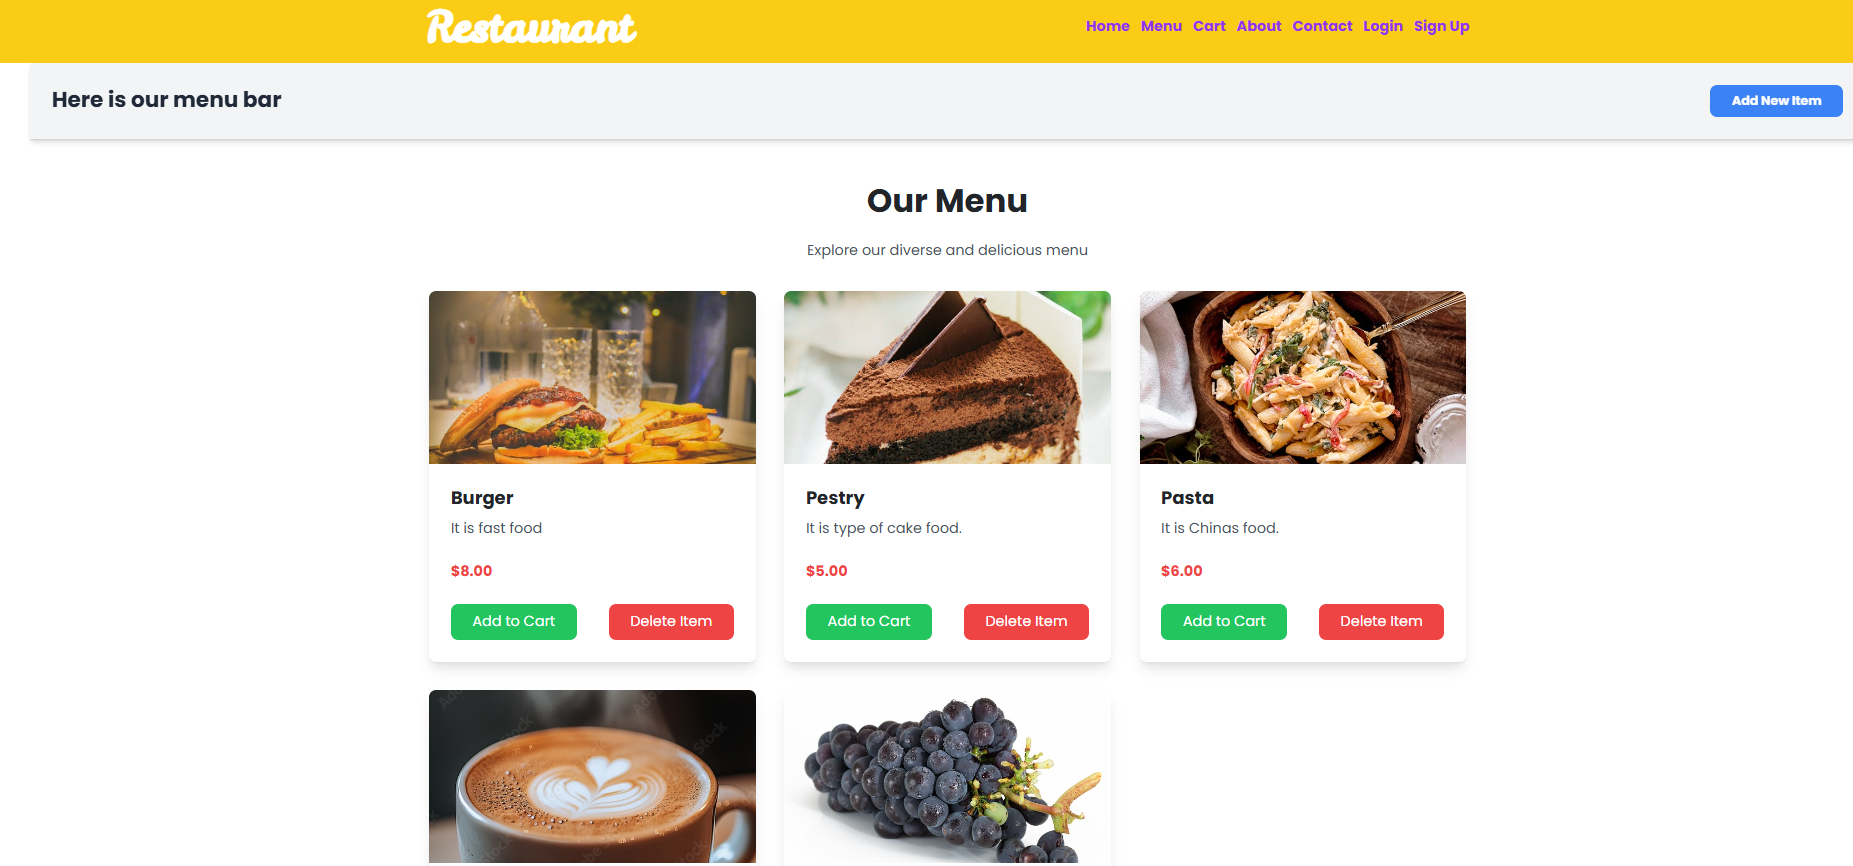 Restaurant
Home Menu Cart About Contact Login Sign Up
Here is our menu bar
Add New Item
Our Menu
Explore our diverse and delicious menu
Burger
It is fast food
$8.00
Add to Cart Delete Item
Pestry
It is type of cake food.
$5.00
Add to Cart Delete Item
Pasta
It is Chinas food.
$6.00
Add to Cart Delete Item